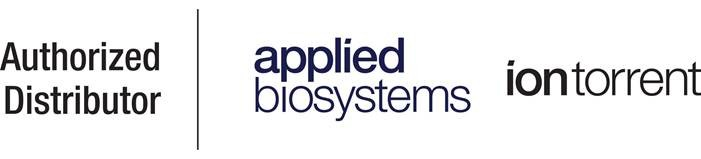 Authorized
Distributor
applied
biosystems
iontorrent